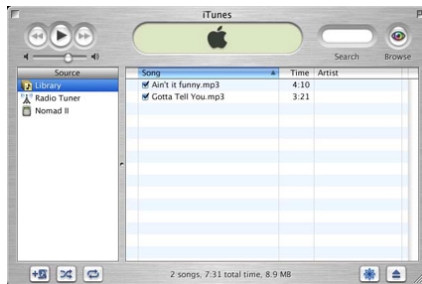 iTunes
Search Browse
Source
Library
Radio Tuner
Nomad II
Song Time Artist
Ain't it funny.mp3 4:10
Gotta Tell You.mp3 3:21
2 songs, 7:31 total time, 8.9 MB